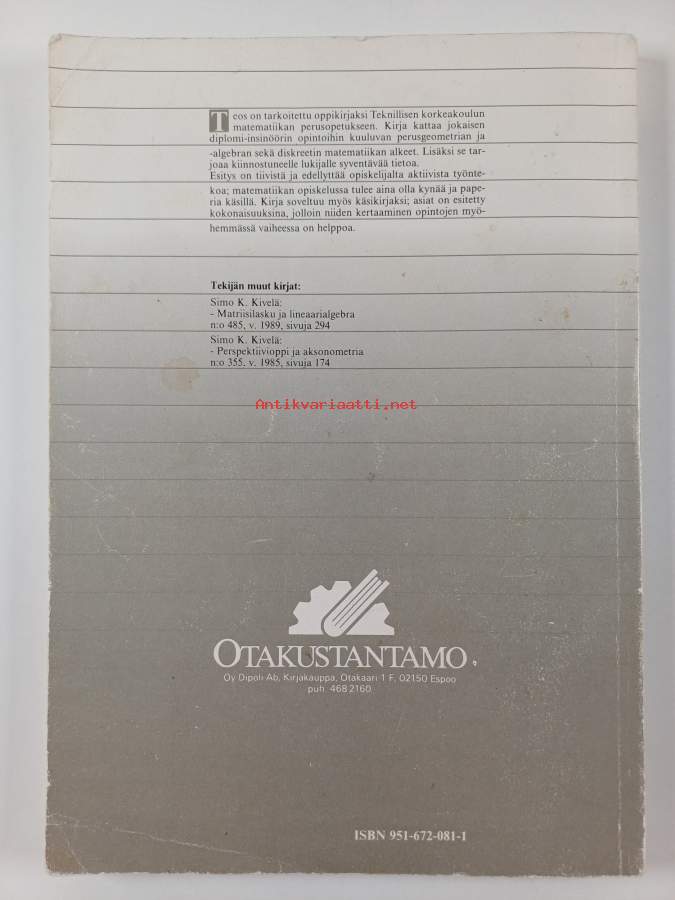 Teos on tarkoitettu oppikirjaksi Teknillisen korkeakoulun
matematiikan perusopetukseen. Kirja kattaa jokaisen
diplomi-insinöörin opintoihin kuuluvan perusgeometrian ja
-algebran sekä diskreetin matematiikan alkeet. Lisäksi se tar-
joaa kiinnostuneelle lukijalle syventävää tietoa.
Esitys on tiivistä ja edellyttää opiskelijalta aktiivista työnte-
koa; matematiikan opiskelussa tulee aina olla kynää ja pape-
ria käsillä. Kirja soveltuu myös käsikirjaksi; asiat on esitetty
kokonaisuuksina, jolloin niiden kertaaminen opintojen myö-
hemmässä vaiheessa on helppoa.
Tekijän muut kirjat:
Simo K. Kivelä:
- Matriisilasku ja lineaarialgebra
n:o 485, v. 1989, sivuja 294
Simo K. Kivelä:
- Perspektiivioppi ja aksonometria
n:o 355. v. 1985, sivuja 174
Antikvariaatti.net
OTAKUSTANTAMO
Oy Dipoli Ab, Kirjakauppa, Otakaari 1 F, 02150 Espoo
puh. 468 2160
ISBN 951-672-081-1